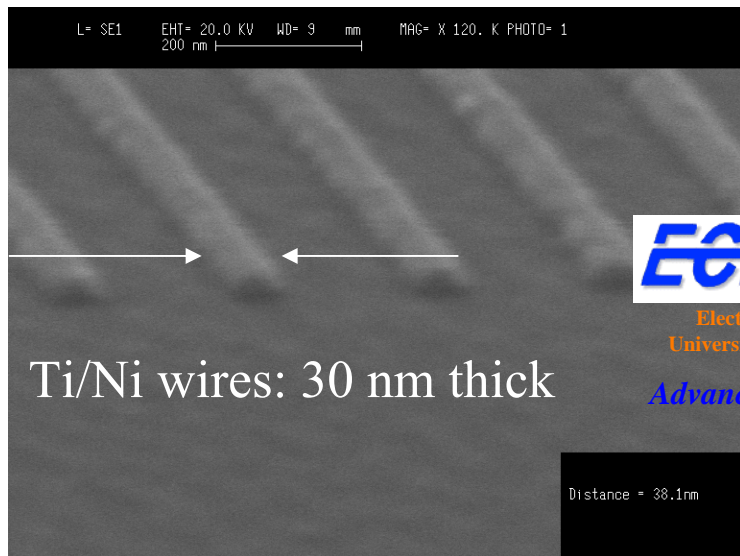 L= SE1 EHT= 20.0 KV WD= 9 mm MAG= X 120. K PHOTO= 1
200 nm
Ti/Ni wires: 30 nm thick
Distance = 38.1nm